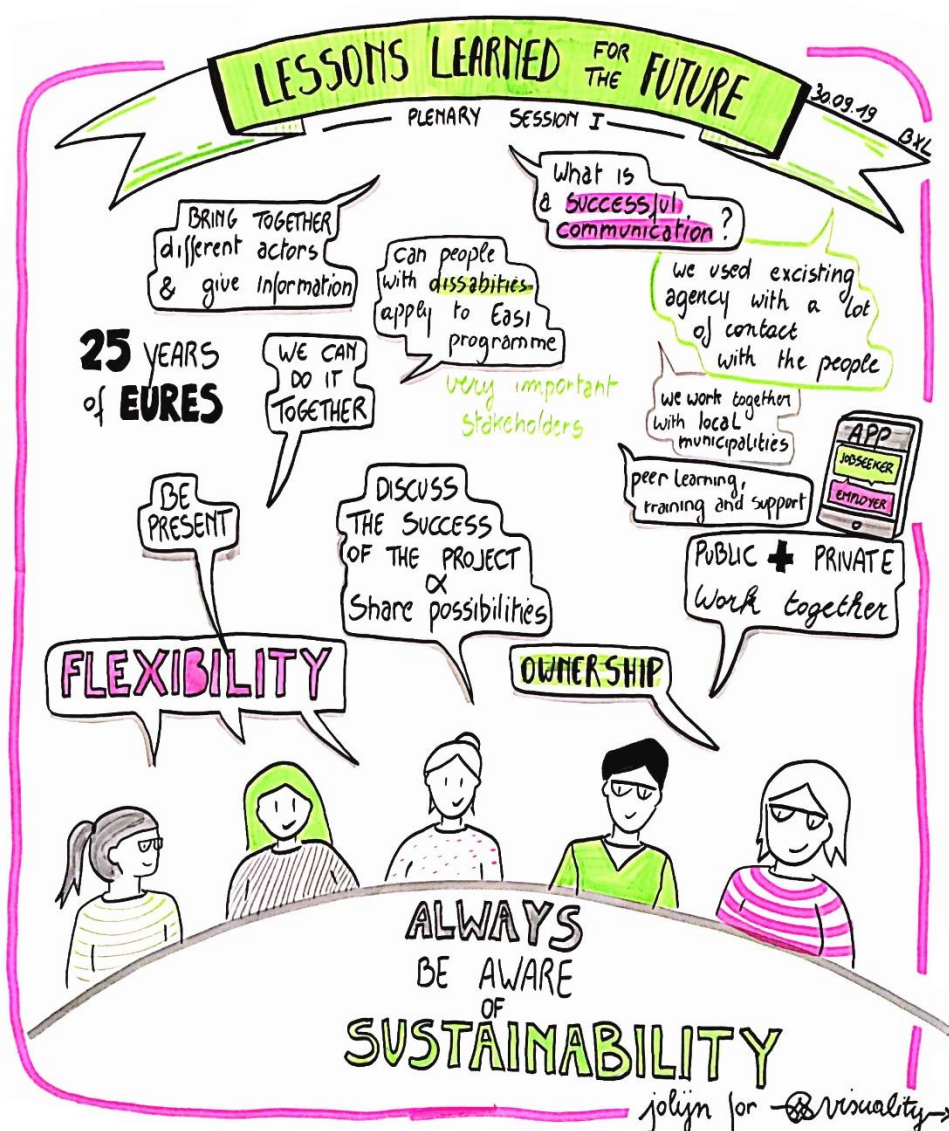 LESSONS LEARNED FOR THE FUTURE
PLENARY SESSION I
30.09.19
BXL
What is
a successful
communication ?
BRING TOGETHER
different actors
& give information
can people
with dissabities
apply to Easi
programme
very important
stakeholders
we used excisting
agency with a lot
of contact
with the people
25 YEARS
of EURES
WE CAN
DO IT
TOGETHER
we work together
with local
municipalities
APP
JOBSEEKER
EMPLOYER
peer learning,
training and support
BE
PRESENT
DISCUSS
THE SUCCESS
OF THE PROJECT
&
Share possibilities
PUBLIC + PRIVATE
Work together
FLEXIBILITY
OWNERSHIP
ALWAYS
BE AWARE
OF
SUSTAINABILITY
jolijn for visuality